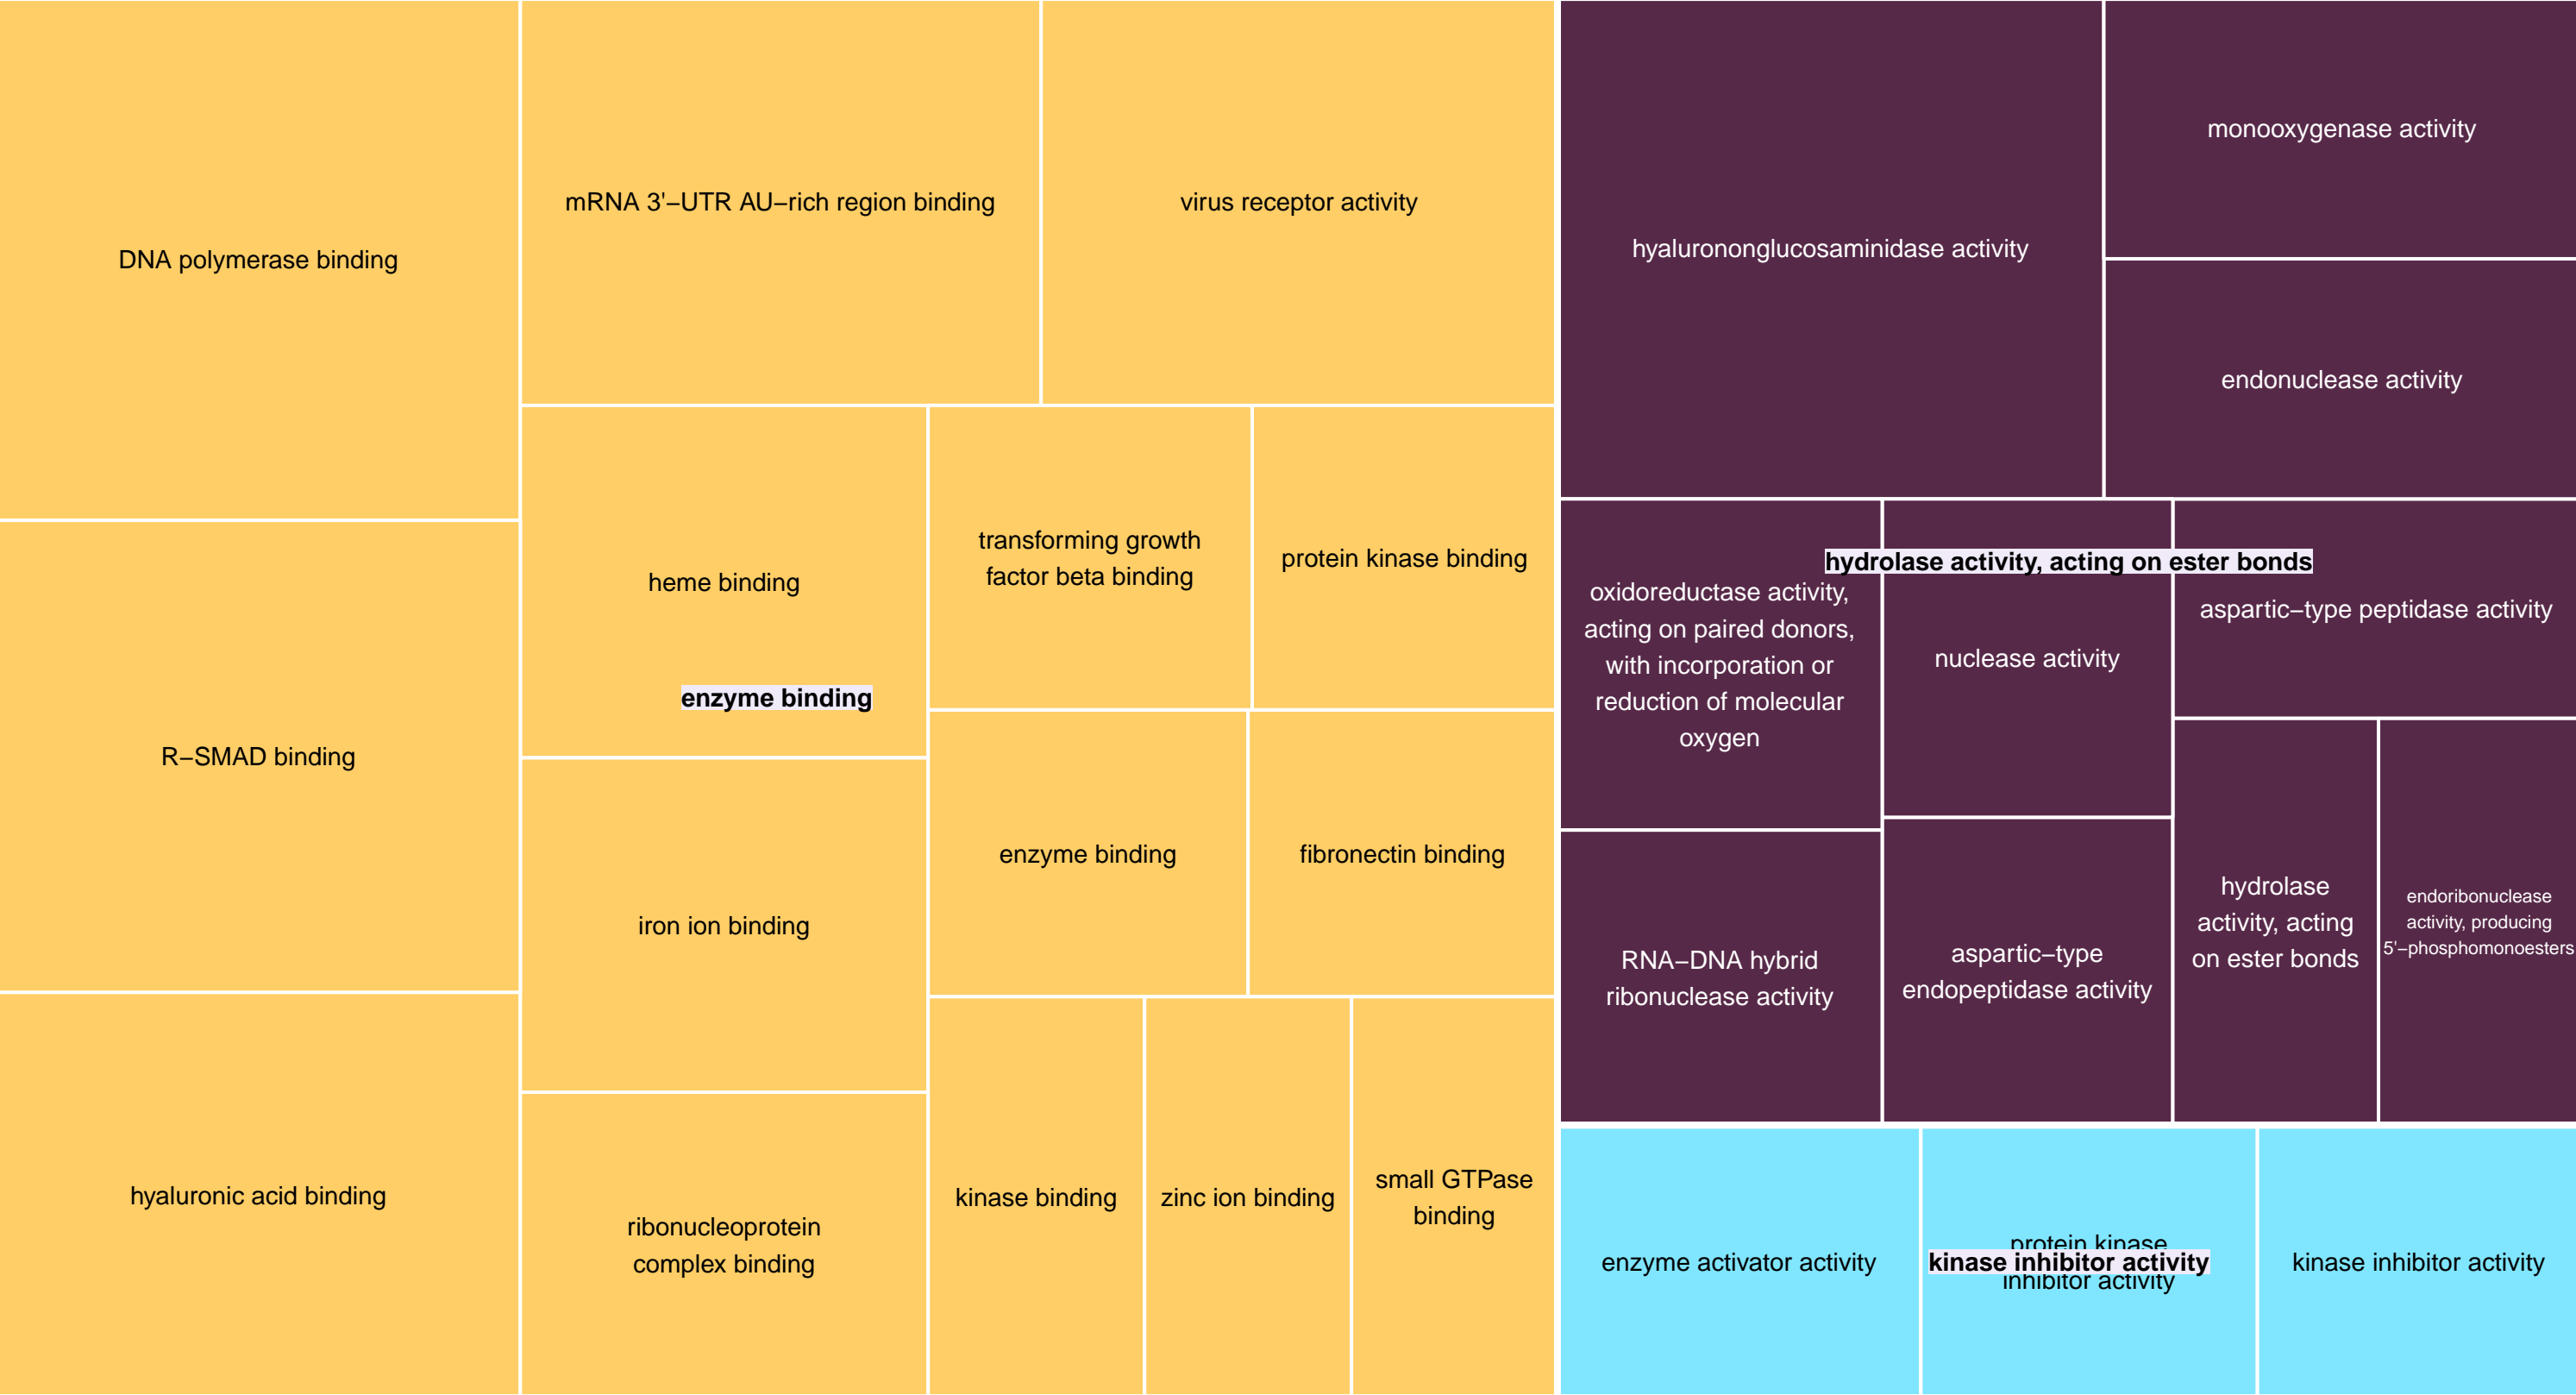 DNA polymerase binding
mRNA 3'−UTR AU−rich region binding
virus receptor activity
R−SMAD binding
heme binding
transforming growth
factor beta binding
protein kinase binding
enzyme binding
iron ion binding
enzyme binding
fibronectin binding
hyaluronic acid binding
ribonucleoprotein
complex binding
kinase binding
zinc ion binding
small GTPase
binding
hyalurononglucosaminidase activity
monooxygenase activity
endonuclease activity
hydrolase activity, acting on ester bonds
oxidoreductase activity,
acting on paired donors,
with incorporation or
reduction of molecular
oxygen
nuclease activity
aspartic−type peptidase activity
RNA−DNA hybrid
ribonuclease activity
aspartic−type
endopeptidase activity
hydrolase
activity, acting
on ester bonds
endoribonuclease
activity, producing
5'−phosphomonoesters
enzyme activator activity
protein kinase
kinase inhibitor activity
inhibitor activity
kinase inhibitor activity